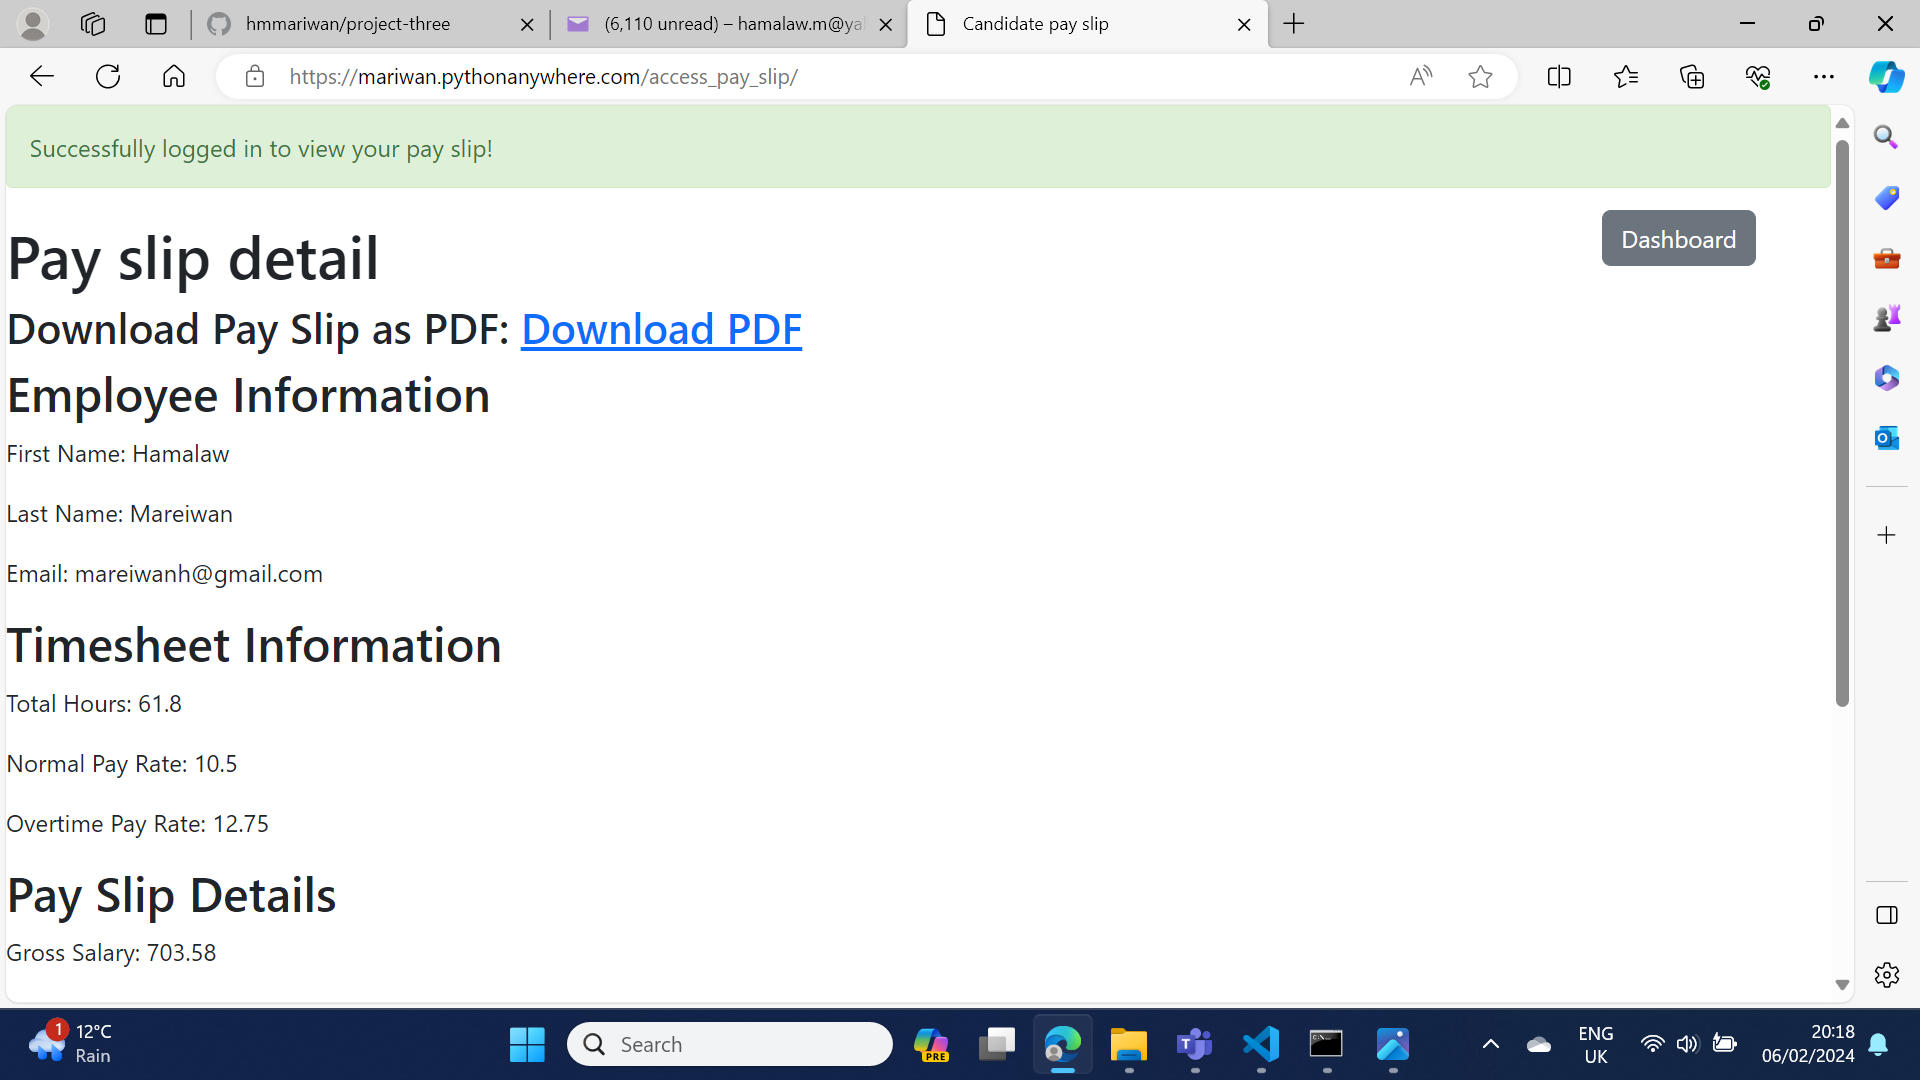 hmmariwan/project-three
(6,110 unread) – hamalaw.m@ya
Candidate pay slip
https://mariwan.pythonanywhere.com/access_pay_slip/
Successfully logged in to view your pay slip!
Dashboard
Pay slip detail
Download Pay Slip as PDF: Download PDF
Employee Information
First Name: Hamalaw
Last Name: Mareiwan
Email: mareiwanh@gmail.com
Timesheet Information
Total Hours: 61.8
Normal Pay Rate: 10.5
Overtime Pay Rate: 12.75
Pay Slip Details
Gross Salary: 703.58
1
12°C
Rain
Search
PRE
ENG
UK
20:18
06/02/2024